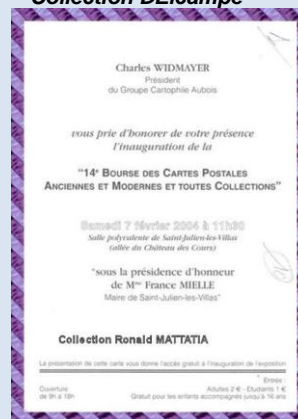 Collection DElcampe
Charles WIDMAYER
Président
du Groupe Cartophile Aubois
vous prie d'honorer de votre présence
l'inauguration de la
"14e BOURSE DES CARTES POSTALES
ANCIENNES ET MODERNES ET TOUTES COLLECTIONS"
Samedi 7 février 2004 à 11h30
Salle polyvalente de Saint-Julien-les-Villas
(allée du Château des Cours)
"sous la présidence d'honneur
de Mme France MIELLE
Maire de Saint-Julien-les-Villas"
Collection Ronald MATTATIA
La présentation de cette carte vous donne l'accès gratuit à l'inauguration de l'exposition
Ouverture
de 9h à 18h
Entrée :
Adultes 2 € - Etudiants 1 €
Gratuit pour les enfants accompagnés jusqu'à 16 ans